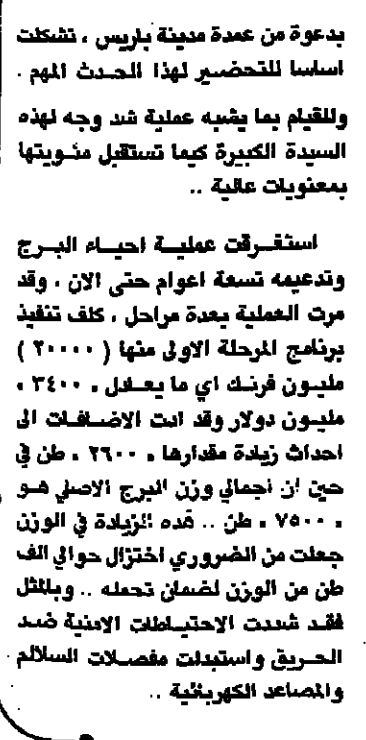 بدعوة من عمدة مدينة باريس ، تشكلت
اساسا للتحضير لهذا الحدث المهم .
وللقيام بما يشبه عملية شد وجه لهذه
السيدة الكبيرة كيما تستقبل مئويتها
بمعنويات عالية ..
استغرقت عملية احياء البرج
وتدعيمه تسعة اعوام حتى الان ، وقد
مرت العملية بعدة مراحل ، كلف تنفيذ
برنامج المرحلة الاولى منها ( ٢٠٠٠٠ )
مليون فرنك اي ما يعادل ، ٣٤٠٠ ،
مليون دولار وقد ادت الاضافات الى
احداث زيادة مقدارها ، ٢٦٠٠ ، طن في
حين ان اجمالي وزن البرج الاصلي هو
، ٧٥٠٠ ، طن .. هذه الزيادة في الوزن
جعلت من الضروري اختزال حوالي الف
طن من الوزن لضمان تحمله .. وبالمثل
فقد شددت الاحتياطات الامنية ضد
الحريق واستبدلت مفصلات السلالم
والمصاعد الكهربائية ..